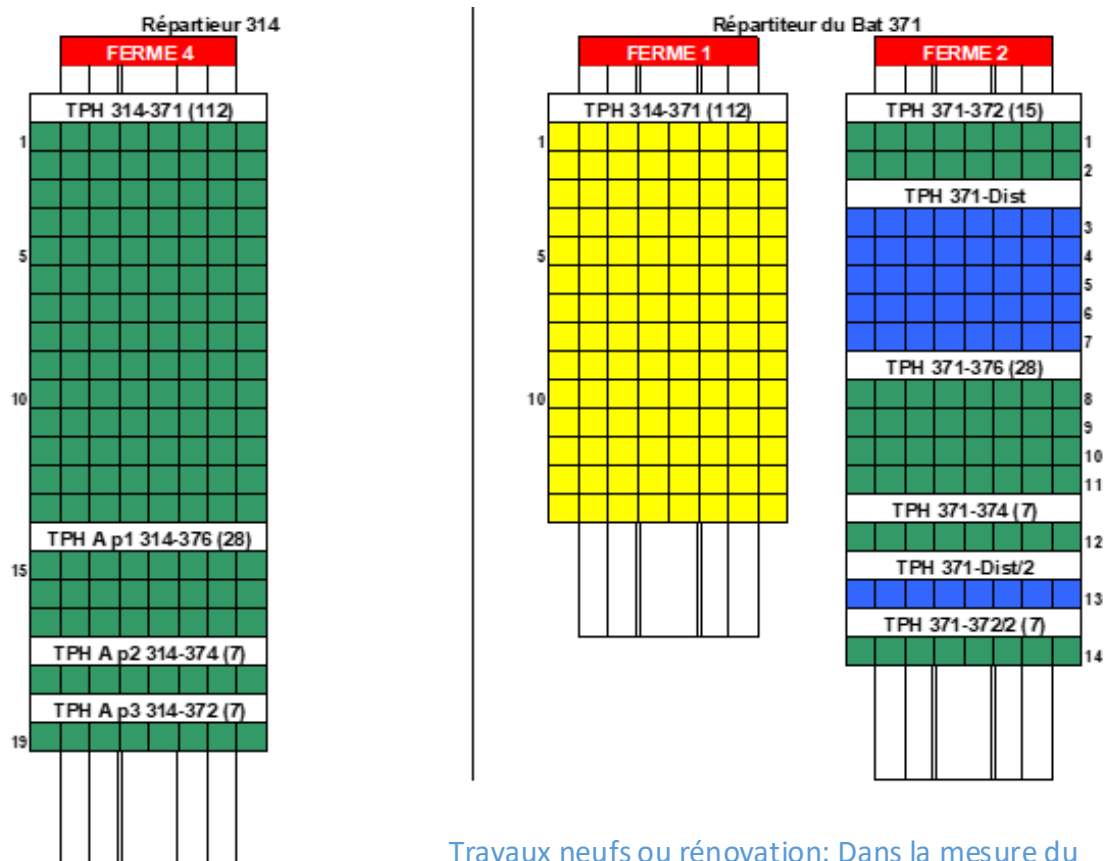 Répartieur 314
FERME 4
TPH 314-371 (112)
1
5
10
TPH A p1 314-376 (28)
15
TPH A p2 314-374 (7)
TPH A p3 314-372 (7)
19
Répartiteur du Bat 371
FERME 1
TPH 314-371 (112)
1
5
10
FERME 2
TPH 371-372 (15)
1
2
TPH 371-Dist
3
4
5
6
7
TPH 371-376 (28)
8
9
10
11
TPH 371-374 (7)
12
TPH 371-Dist/2
13
TPH 371-372/2 (7)
14
Travaux neufs ou rénovation: Dans la mesure du